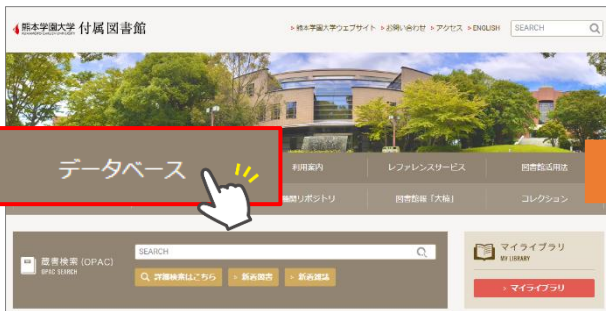 熊本学園大学 付属図書館
▸熊本学園大学ウェブサイト ▸お問い合わせ ▸アクセス ▸ENGLISH
SEARCH
データベース
利用案内
レファレンスサービス
図書館活用法
機関リポジトリ
図書館報「大楠」
コレクション
蔵書検索 (OPAC)
OPAC SEARCH
SEARCH
詳細検索はこちら
▸ 新着図書
▸ 新着雑誌
マイライブラリ
MY LIBRARY
▸ マイライブラリ